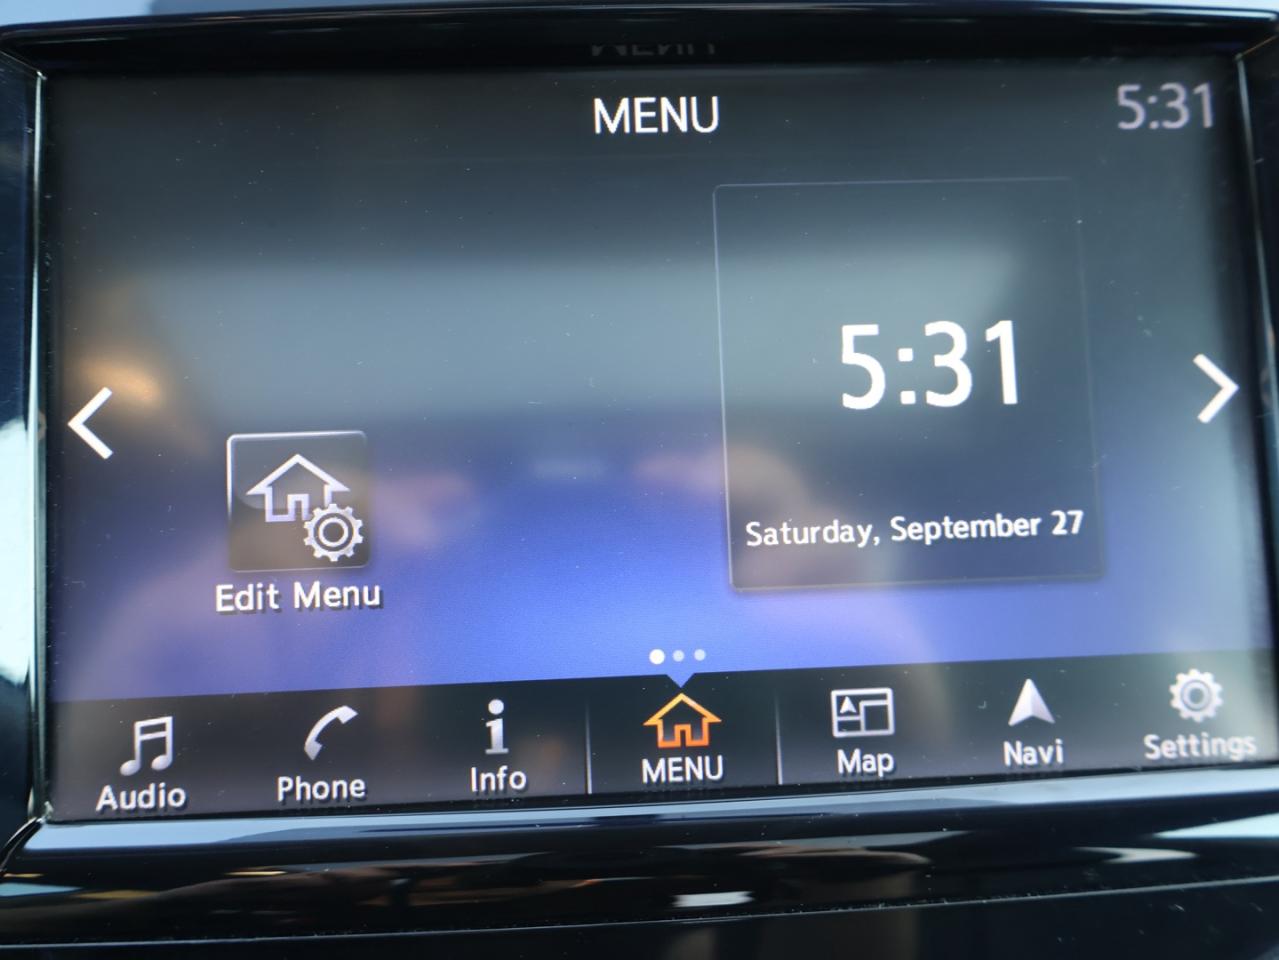 MENU
5:31
5:31
Saturday, September 27
Edit Menu
Audio
Phone
Info
MENU
Map
Navi
Settings